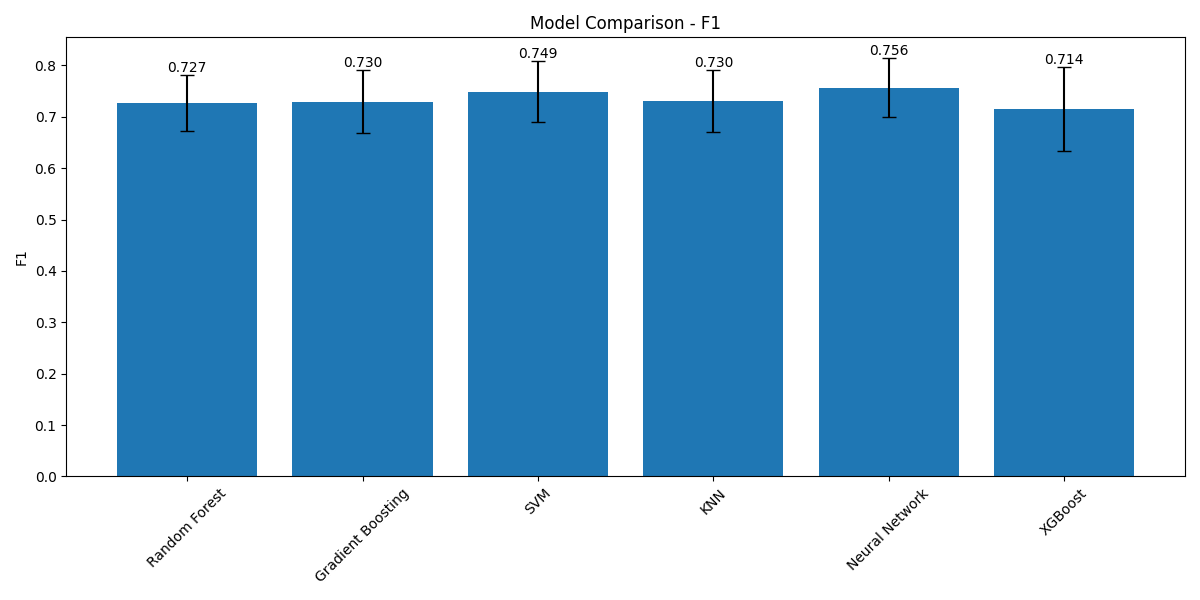 Model Comparison - F1
0.727
0.730
0.749
0.730
0.756
0.714
F1
0.8
0.7
0.6
0.5
0.4
0.3
0.2
0.1
0.0
Random Forest
Gradient Boosting
SVM
KNN
Neural Network
XGBoost